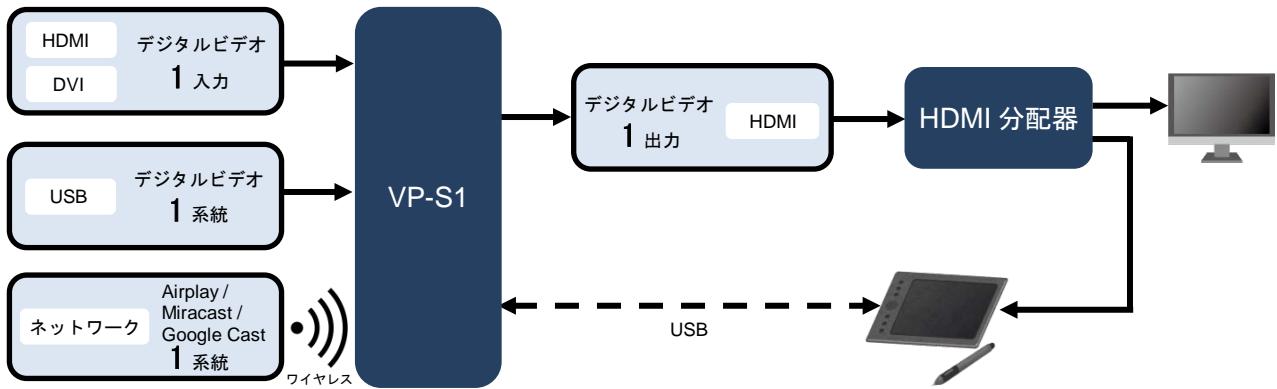 HDMI
DVI
デジタルビデオ
1 入力
USB
デジタルビデオ
1 系統
ネットワーク
Airplay /
Miracast /
Google Cast
1 系統
ワイヤレス
VP-S1
デジタルビデオ
1 出力
HDMI
HDMI 分配器
USB